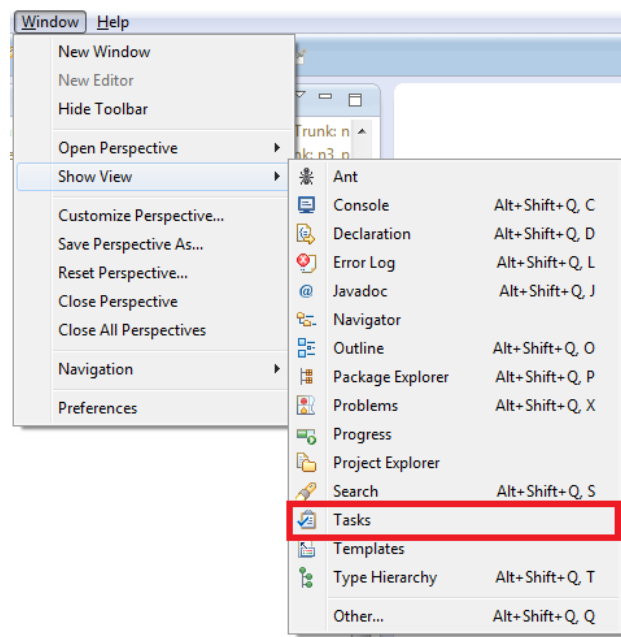 Window Help
New Window
New Editor
Hide Toolbar
Trunk: n
Open Perspective
nk: n3_n
Show View
Ant
Console Alt+Shift+Q, C
Customize Perspective...
Declaration Alt+Shift+Q, D
Save Perspective As...
Error Log Alt+Shift+Q, L
Reset Perspective...
Javadoc Alt+Shift+Q, J
Close Perspective
Navigator
Close All Perspectives
Outline Alt+Shift+Q, O
Navigation
Package Explorer Alt+Shift+Q, P
Preferences
Problems Alt+Shift+Q, X
Progress
Project Explorer
Search Alt+Shift+Q, S
Tasks
Templates
Type Hierarchy Alt+Shift+Q, T
Other... Alt+Shift+Q, Q